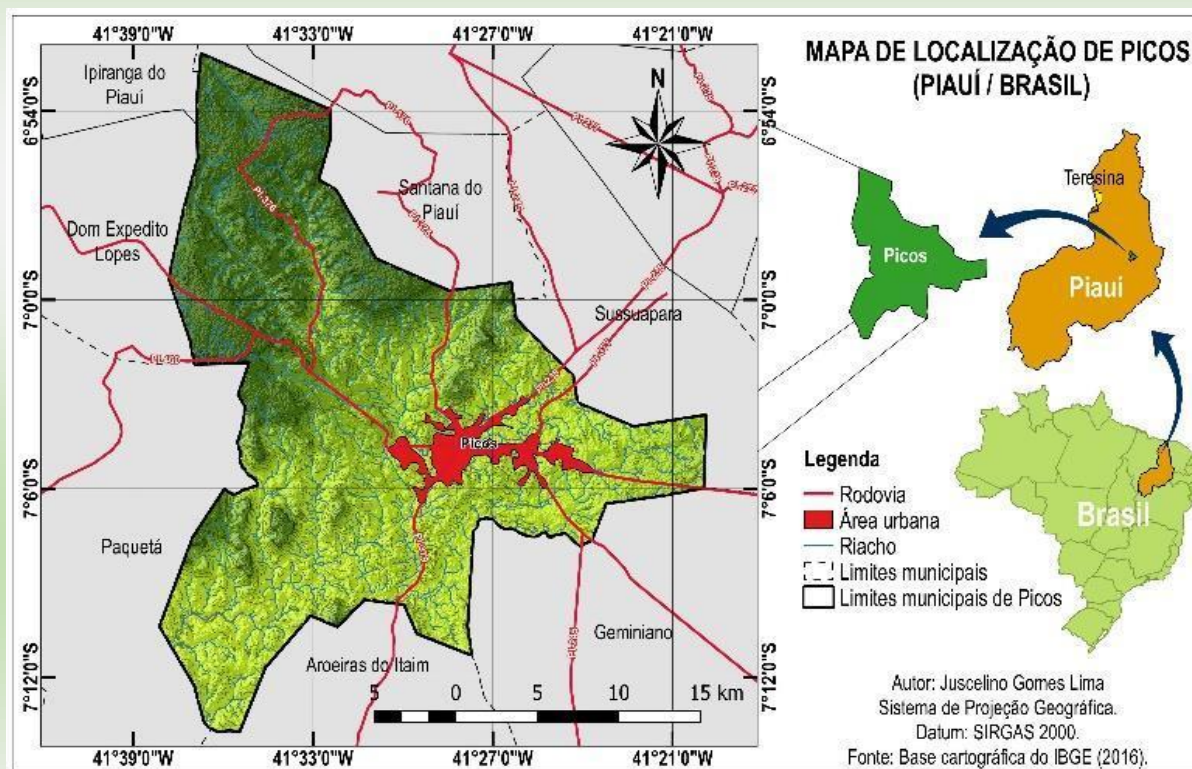 41°39'0"W 41°33'0"W 41°27'0"W 41°21'0"W
6°54'0"S
7°0'0"S
7°6'0"S
7°12'0"S
Ipiranga do
Piauí
Santana do
Piauí
Dom Expedito
Lopes
Sussuapara
Picos
Paquetá
Geminiano
Aroeiras do Itaim
PI-376
N
5 0 5 10 15 km
41°39'0"W 41°33'0"W 41°27'0"W 41°21'0"W
6°54'0"S
7°0'0"S
7°6'0"S
7°12'0"S
MAPA DE LOCALIZAÇÃO DE PICOS
(PIAUÍ / BRASIL)
Teresina
Picos
Piauí
Brasil
Legenda
Rodovia
Área urbana
Riacho
Limites municipais
Limites municipais de Picos
Autor: Juscelino Gomes Lima
Sistema de Projeção Geográfica.
Datum: SIRGAS 2000.
Fonte: Base cartográfica do IBGE (2016).